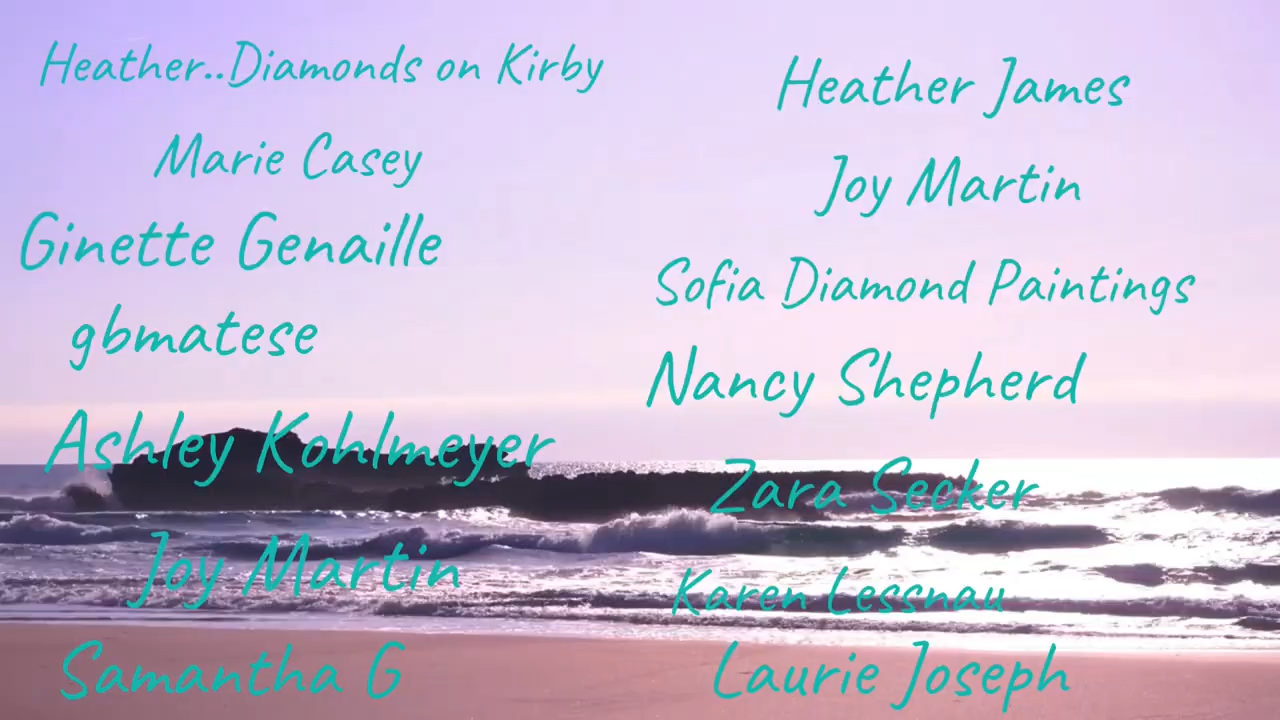 Heather..Diamonds on Kirby
Marie Casey
Ginette Genaille
gbmatese
Ashley Kohlmeyer
Joy Martin
Samantha G
Heather James
Joy Martin
Sofia Diamond Paintings
Nancy Shepherd
Zara Secker
Karen Lessnau
Laurie Joseph